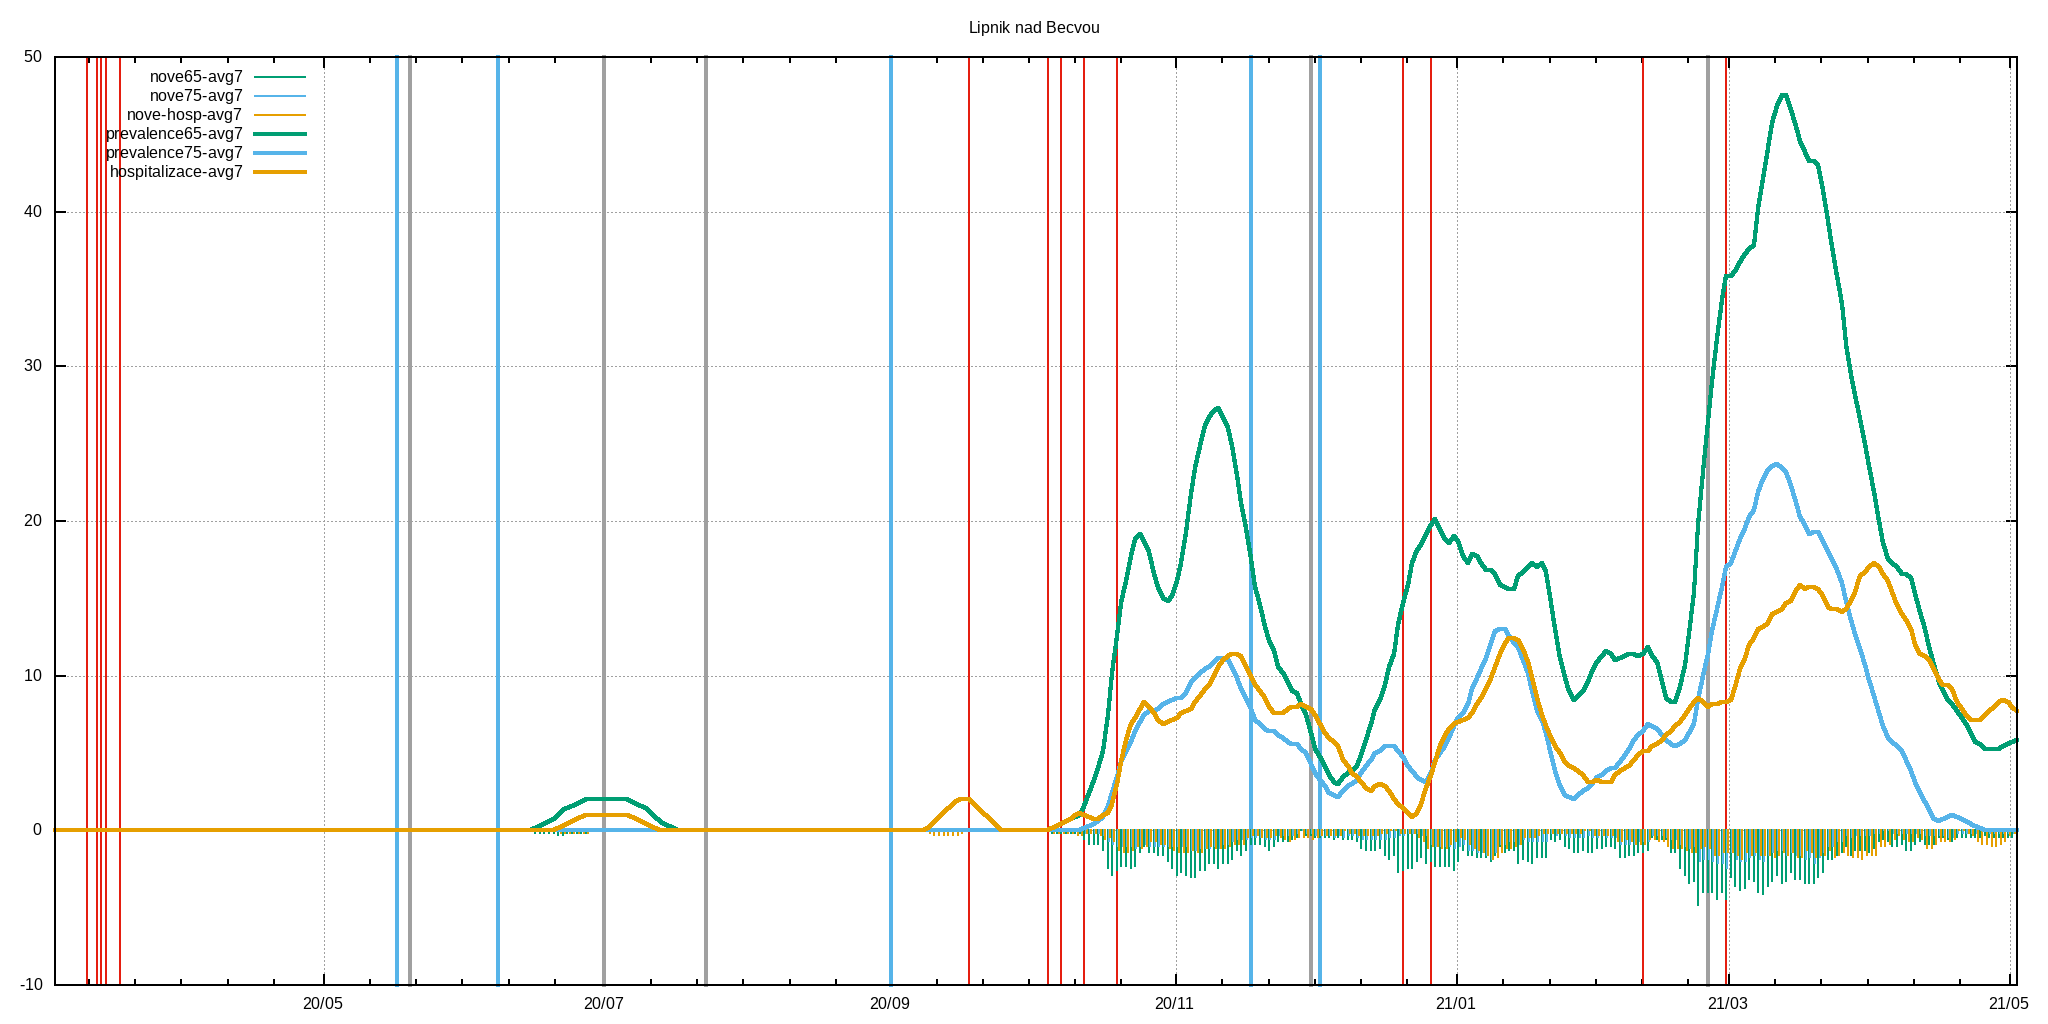 Lipnik nad Becvou
50
40
30
20
10
0
-10
nove65-avg7
nove75-avg7
nove-hosp-avg7
prevalence65-avg7
prevalence75-avg7
hospitalizace-avg7
20/05 20/07 20/09 20/11 21/01 21/03 21/05